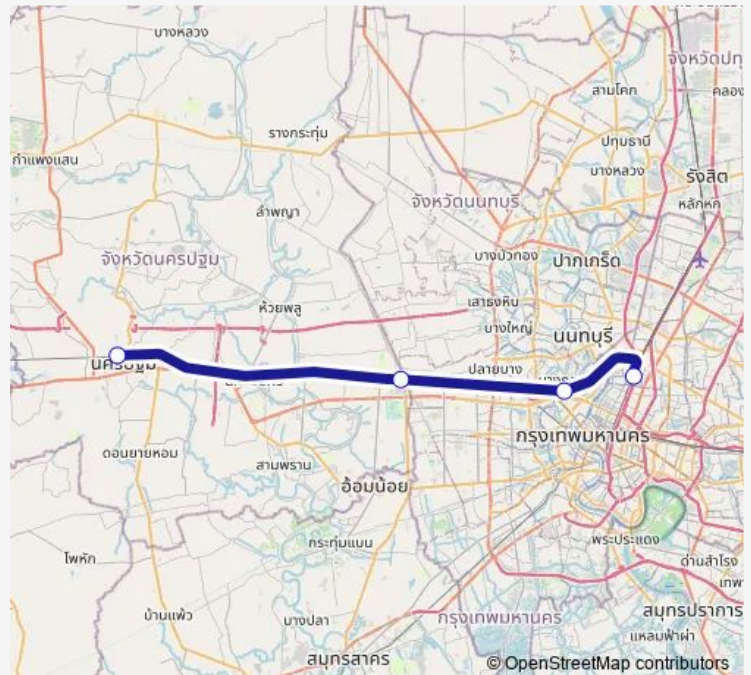 บางหลวง
จังหวัดปทุ
สามโคก
คลอง
ปทุมธานี
รางกระทุ่ม
กำแพงแสน
บางหลวง
รังสิต
หลักหก
จังหวัดนนทบุรี
ลำพญา
บางบัวทอง
ปากเกร็ด
จังหวัดนครปฐม
เสาธงหิน
ห้วยพลู
บางใหญ่
นนทบุรี
นครปฐม
ปลายบาง
กรุงเทพมหานคร
ดอนยายหอม
สามพราน
อ้อมน้อย
พระประแดง
กระทุ่มแบน
โพหัก
ด่านสำโรง
เทพา
บ้านแพ้ว
บางปลา
กรุงเทพมหานคร
สมุทรปราการ
แหลมฟ้าผ่า
สมุทรสาคร
© OpenStreetMap contributors